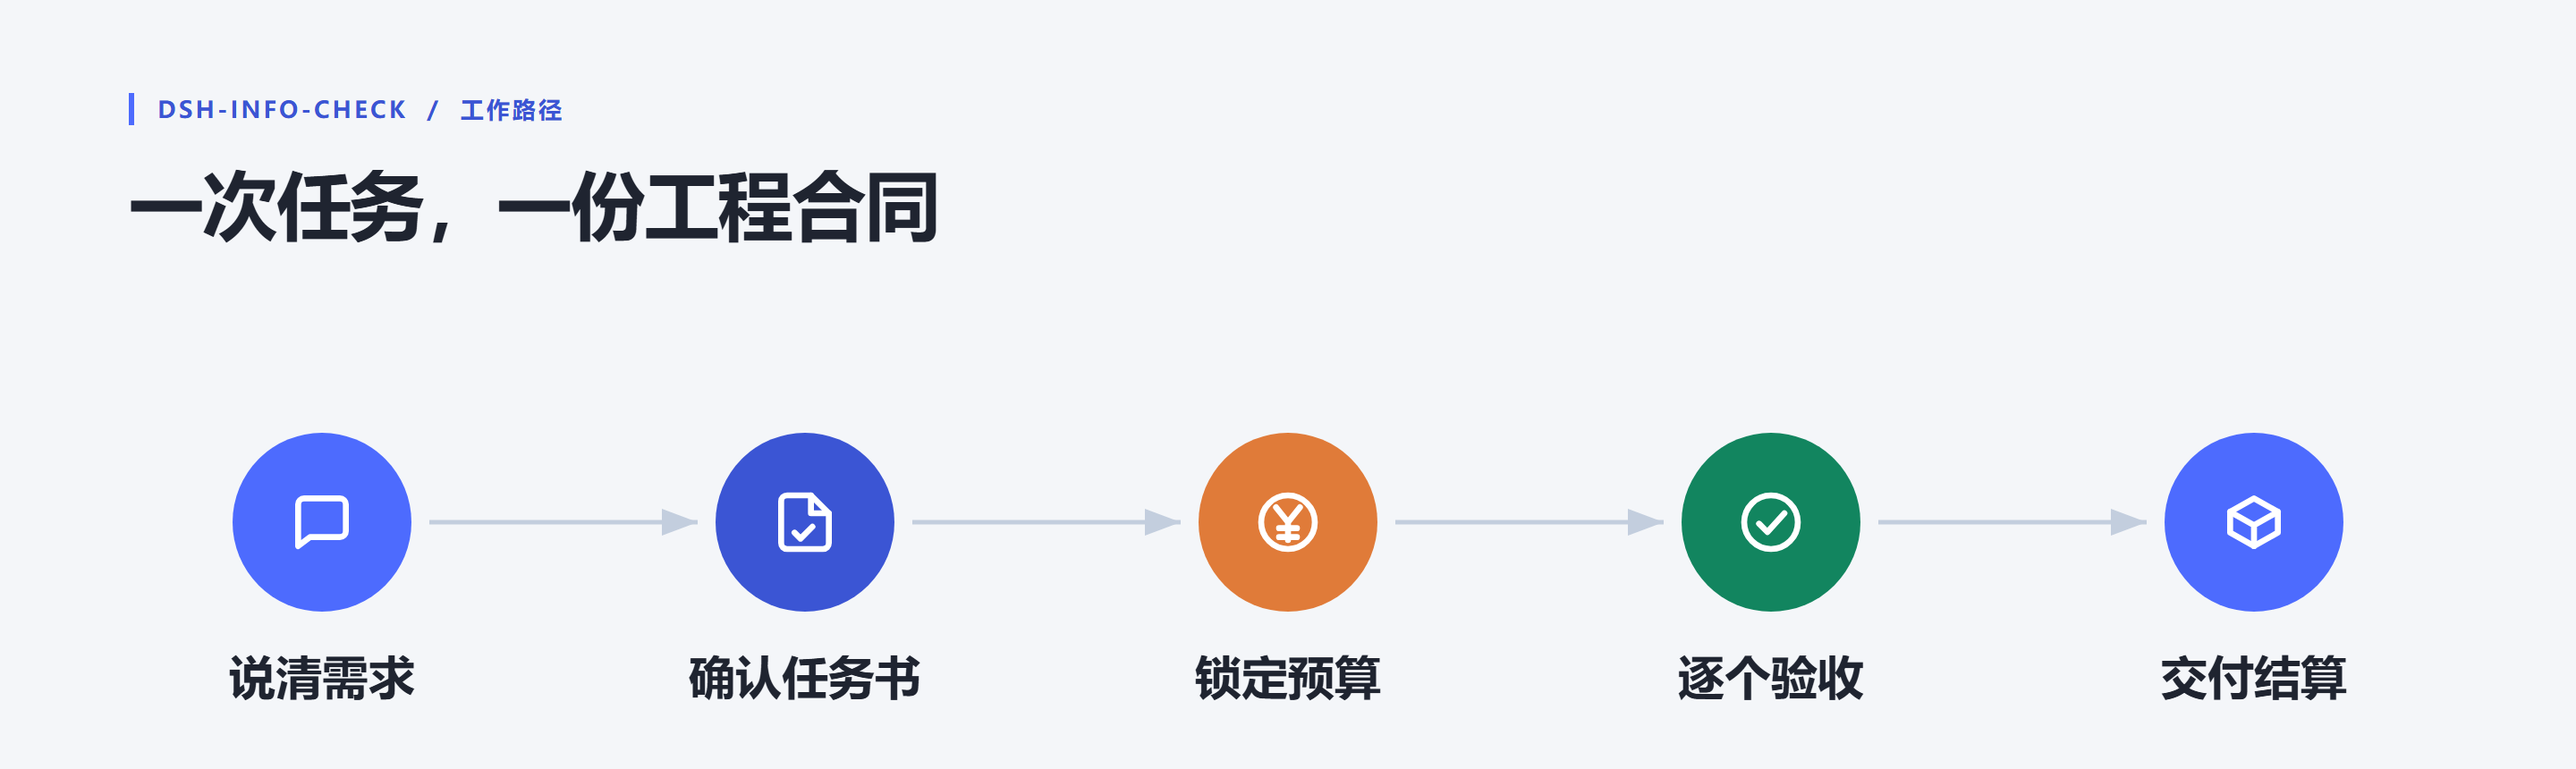 DSH-INFO-CHECK / 工作路径
一次任务，一份工程合同
说清需求
确认任务书
锁定预算
逐个验收
交付结算